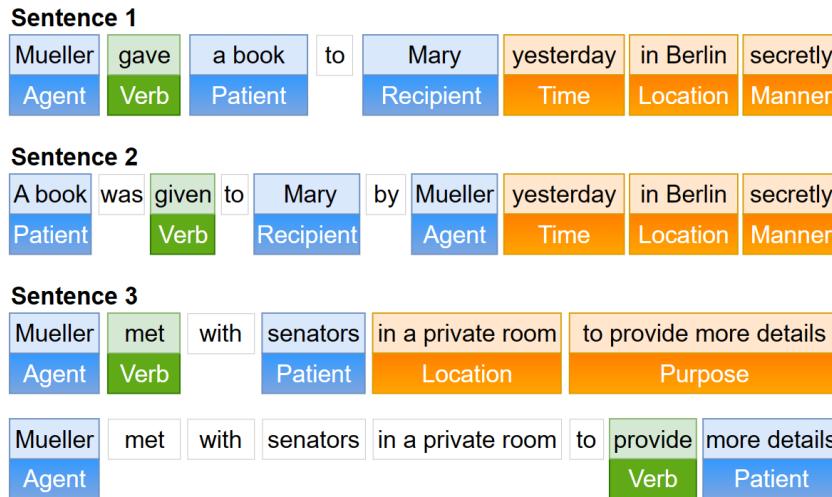 Sentence 1
Mueller gave a book to Mary yesterday in Berlin secretly
Agent Verb Patient Recipient Time Location Manner
Sentence 2
A book was given to Mary by Mueller yesterday in Berlin secretly
Patient Verb Recipient Agent Time Location Manner
Sentence 3
Mueller met with senators in a private room to provide more details
Agent Verb Patient Location Purpose
Mueller met with senators in a private room to provide more details
Agent Verb Patient